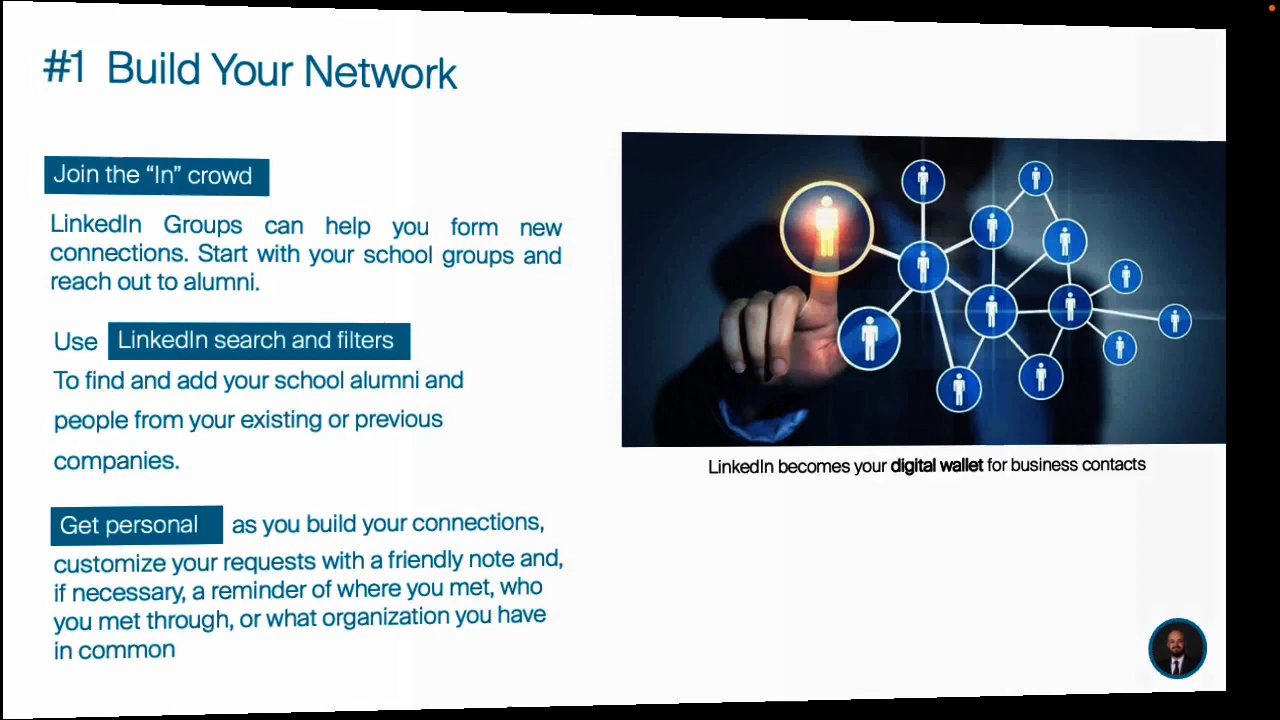 #1 Build Your Network
Join the “In” crowd
LinkedIn Groups can help you form new
connections. Start with your school groups and
reach out to alumni.
Use LinkedIn search and filters
To find and add your school alumni and
people from your existing or previous
companies.
Get personal as you build your connections,
customize your requests with a friendly note and,
if necessary, a reminder of where you met, who
you met through, or what organization you have
in common
LinkedIn becomes your digital wallet for business contacts